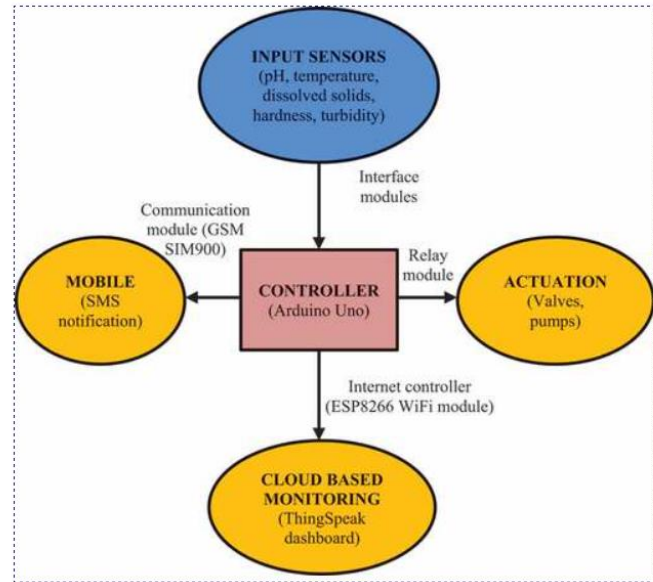 INPUT SENSORS
(pH, temperature,
dissolved solids,
hardness, turbidity)
Interface
modules
Communication
module (GSM
SIM900)
MOBILE
(SMS
notification)
CONTROLLER
(Arduino Uno)
Relay
module
ACTUATION
(Valves,
pumps)
Internet controller
(ESP8266 WiFi module)
CLOUD BASED
MONITORING
(ThingSpeak
dashboard)